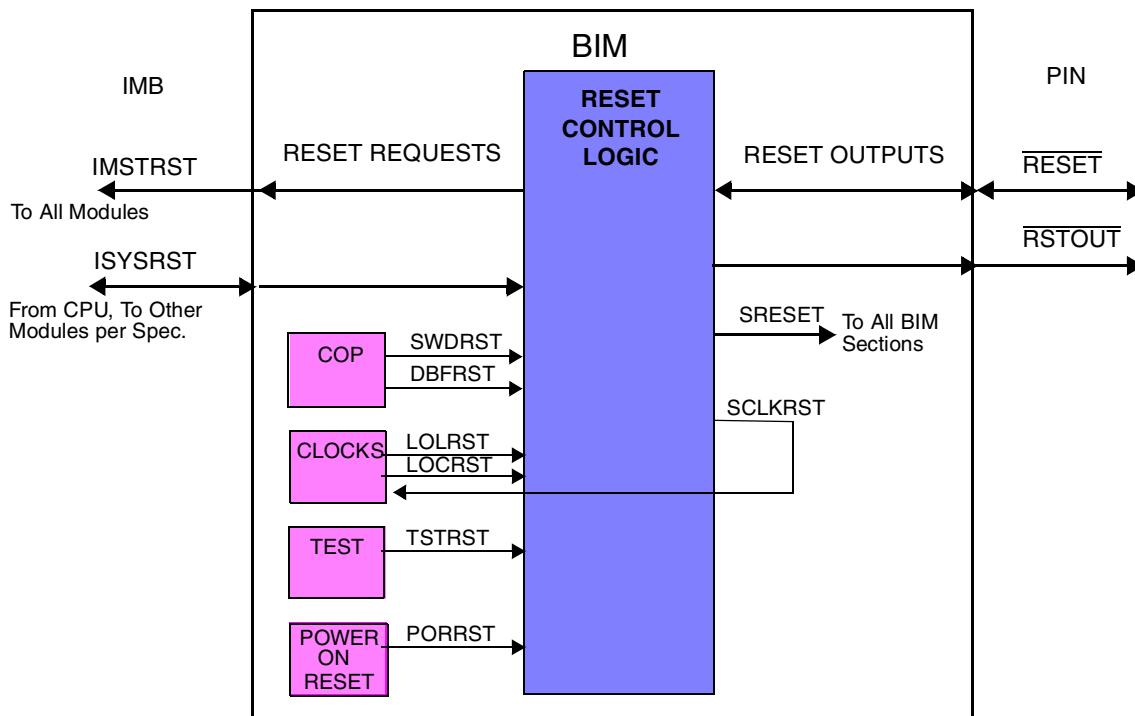 BIM
IMB
PIN
RESET
CONTROL
LOGIC
RESET REQUESTS
RESET OUTPUTS
IMSTRST
RESET
To All Modules
RSTOUT
ISYSRST
From CPU, To Other
Modules per Spec.
SRESET
To All BIM
Sections
COP
SWDRST
DBFRST
SCLKRST
CLOCKS
LOLRST
LOCRST
TEST
TSTRST
POWER
ON
RESET
PORRST